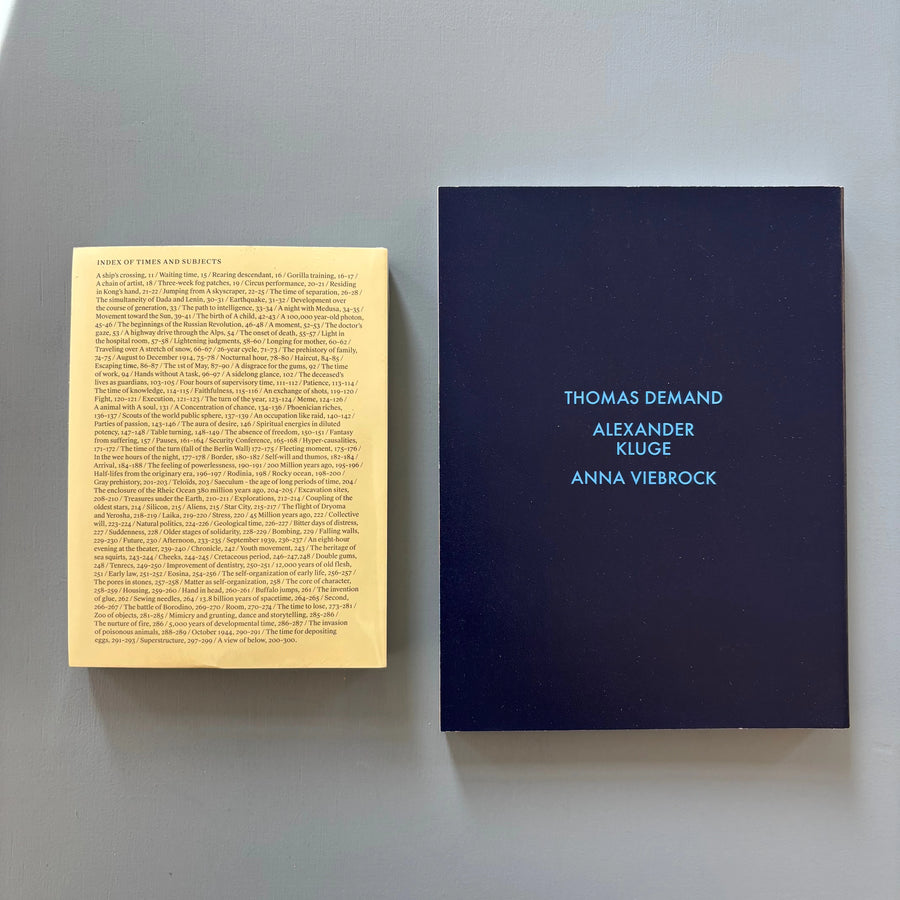 INDEX OF TIMES AND SUBJECTS
A ship's crossing, 11 / Waiting time, 15 / Rearing descendant, 16 / Gorilla training, 16–17 /
A chain of artist, 18 / Three-week fog patches, 19 / Circus performance, 20–21 / Residing
in Kong's hand, 21–22 / Jumping from A skyscraper, 22–25 / The time of separation, 26–28 /
The simultaneity of Dada and Lenin, 30–31 / Earthquake, 31–32 / Development over
the course of generation, 33 / The path to intelligence, 33–34 / A night with Medusa, 34–35 /
Movement toward the Sun, 39–41 / The birth of A child, 42–43 / A 100,000 year-old photon,
45–46 / The beginnings of the Russian Revolution, 46–48 / A moment, 52–53 / The doctor's
gaze, 53 / A highway drive through the Alps, 54 / The onset of death, 55–57 / Light in
the hospital room, 57–58 / Lightening judgments, 58–60 / Longing for mother, 60–62 /
Traveling over A stretch of snow, 66–67 / 26-year cycle, 71–73 / The prehistory of family,
74–75 / August to December 1914, 75–78 / Nocturnal hour, 78–80 / Haircut, 84–85 /
Escaping time, 86–87 / The 1st of May, 87–90 / A disgrace for the gums, 92 / The time
of work, 94 / Hands without A task, 96–97 / A sidelong glance, 102 / The deceased's
lives as guardians, 103–105 / Four hours of supervisory time, 111–112 / Patience, 113–114 /
The time of knowledge, 114–115 / Faithfulness, 115–116 / An exchange of shots, 119–120 /
Fight, 120–121 / Execution, 121–123 / The turn of the year, 123–124 / Meme, 124–126 /
A animal with A soul, 131 / A Concentration of chance, 134–136 / Phoenician riches,
136–137 / Scouts of the world public sphere, 137–139 / An occupation like raid, 140–142 /
Parties of passion, 143–146 / The aura of desire, 146 / Spiritual energies in diluted
potency, 147–148 / Table turning, 148–149 / The absence of freedom, 150–151 / Fantasy
from suffering, 157 / Pauses, 161–164 / Security Conference, 165–168 / Hyper-causalities,
171–172 / The time of the turn (fall of the Berlin Wall) 172–175 / Fleeting moment, 175–176 /
In the wee hours of the night, 177–178 / Border, 180–182 / Self-will and thumos, 182–184 /
Arrival, 184–188 / The feeling of powerlessness, 190–191 / 200 Million years ago, 195–196 /
Half-lifes from the originary era, 196–197 / Rodinia, 198 / Rocky ocean, 198–200 /
Gray prehistory, 201–203 / Teloïds, 203 / Saeculum – the age of long periods of time, 204 /
The enclosure of the Rheic Ocean 380 million years ago, 204–205 / Excavation sites,
208–210 / Treasures under the Earth, 210–211 / Explorations, 212–214 / Coupling of the
oldest stars, 214 / Silicon, 215 / Aliens, 215 / Star City, 215–217 / The flight of Dryoma
and Yerosha, 218–219 / Laika, 219–220 / Stress, 220 / 45 Million years ago, 222 / Collective
will, 223–224 / Natural politics, 224–226 / Geological time, 226–227 / Bitter days of distress,
227 / Suddenness, 228 / Older stages of solidarity, 228–229 / Bombing, 229 / Falling walls,
229–230 / Future, 230 / Afternoon, 233–235 / September 1939, 236–237 / An eight-hour
evening at the theater, 239–240 / Chronicle, 242 / Youth movement, 243 / The heritage of
sea squirts, 243–244 / Cheeks, 244–245 / Cretaceous period, 246–247,248 / Double gums,
248 / Tenrecs, 249–250 / Improvement of dentistry, 250–251 / 12,000 years of old flesh,
251 / Early law, 251–252 / Eosina, 254–256 / The self-organization of early life, 256–257 /
The pores in stones, 257–258 / Matter as self-organization, 258 / The core of character,
258–259 / Housing, 259–260 / Hand in head, 260–261 / Buffalo jumps, 261 / The invention
of glue, 262 / Sewing needles, 264 / 13.8 billion years of spacetime, 264–265 / Second,
266–267 / The battle of Borodino, 269–270 / Room, 270–274 / The time to lose, 273–281 /
Zoo of objects, 281–285 / Mimicry and grunting, dance and storytelling, 285–286 /
The nurture of fire, 286 / 5,000 years of developmental time, 286–287 / The invasion
of poisonous animals, 288–289 / October 1944, 290–291 / The time for depositing
eggs, 291–293 / Superstructure, 297–299 / A view of below, 200–300.
THOMAS DEMAND
ALEXANDER
KLUGE
ANNA VIEBROCK